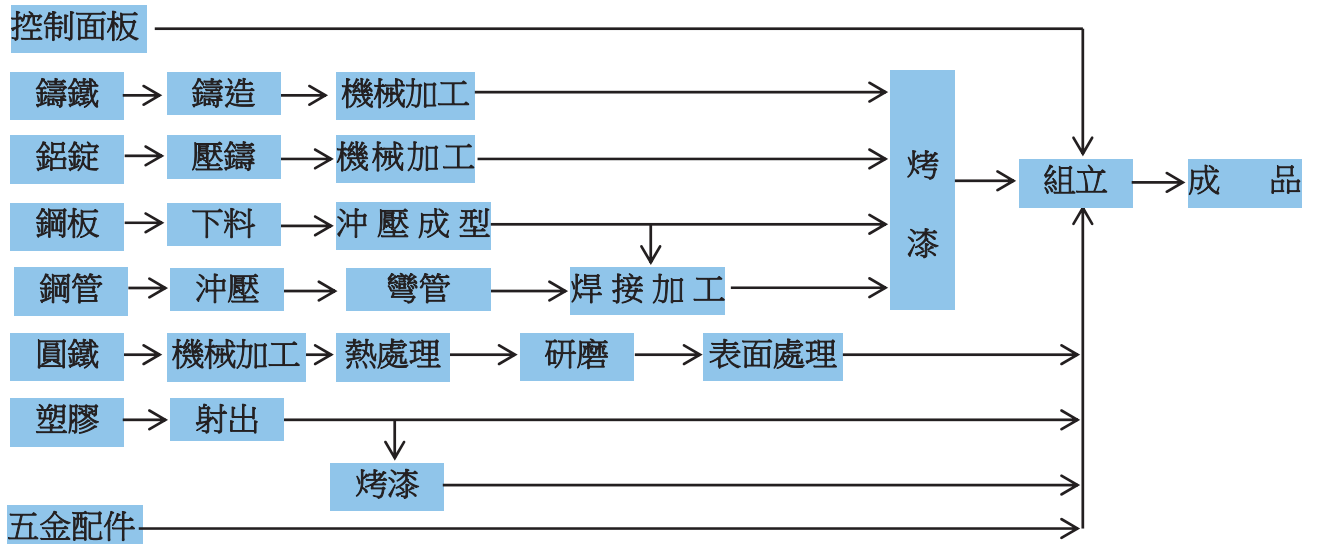 控制面板
鑄鐵 鑄造 機械加工
鋁錠 壓鑄 機械加工
烤漆
組立 成品
鋼板 下料 沖壓成型
鋼管 沖壓 彎管 焊接加工
圓鐵 機械加工 熱處理 研磨 表面處理
塑膠 射出
烤漆
五金配件